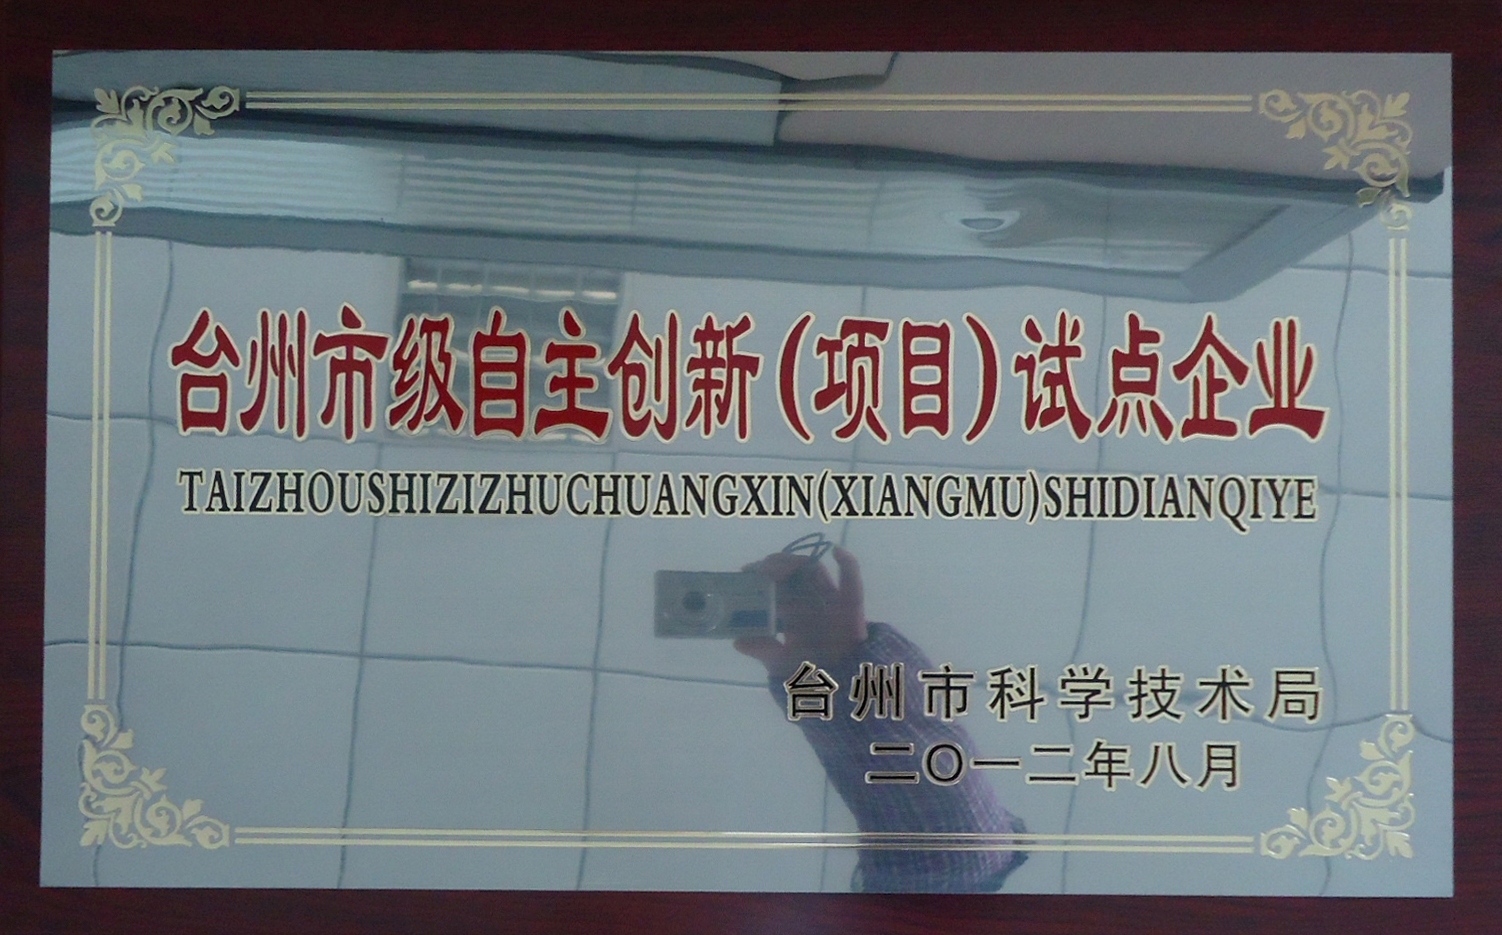 台州市级自主创新（项目）试点企业
TAIZHOUSHIZIZHUCHUANGXIN(XIANGMU)SHIDIANQIYE
台州市科学技术局
二〇一二年八月